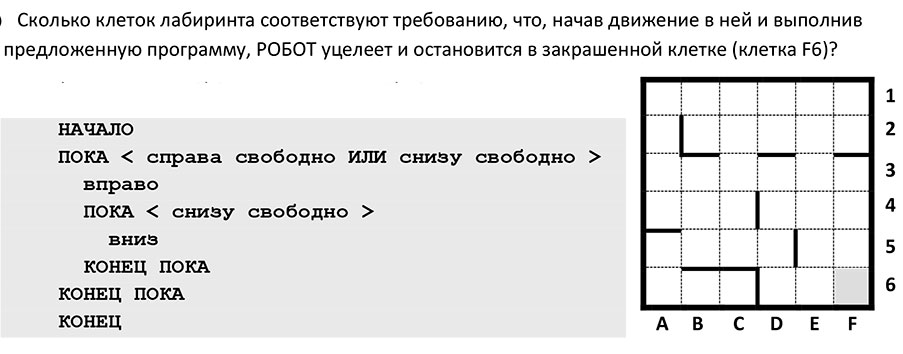 ) Сколько клеток лабиринта соответствуют требованию, что, начав движение в ней и выполнив
предложенную программу, РОБОТ уцелеет и остановится в закрашенной клетке (клетка F6)?
НАЧАЛО
ПОКА < справа свободно ИЛИ снизу свободно >
вправо
ПОКА < снизу свободно >
вниз
КОНЕЦ ПОКА
КОНЕЦ ПОКА
КОНЕЦ
1
2
3
4
5
6
A B C D E F